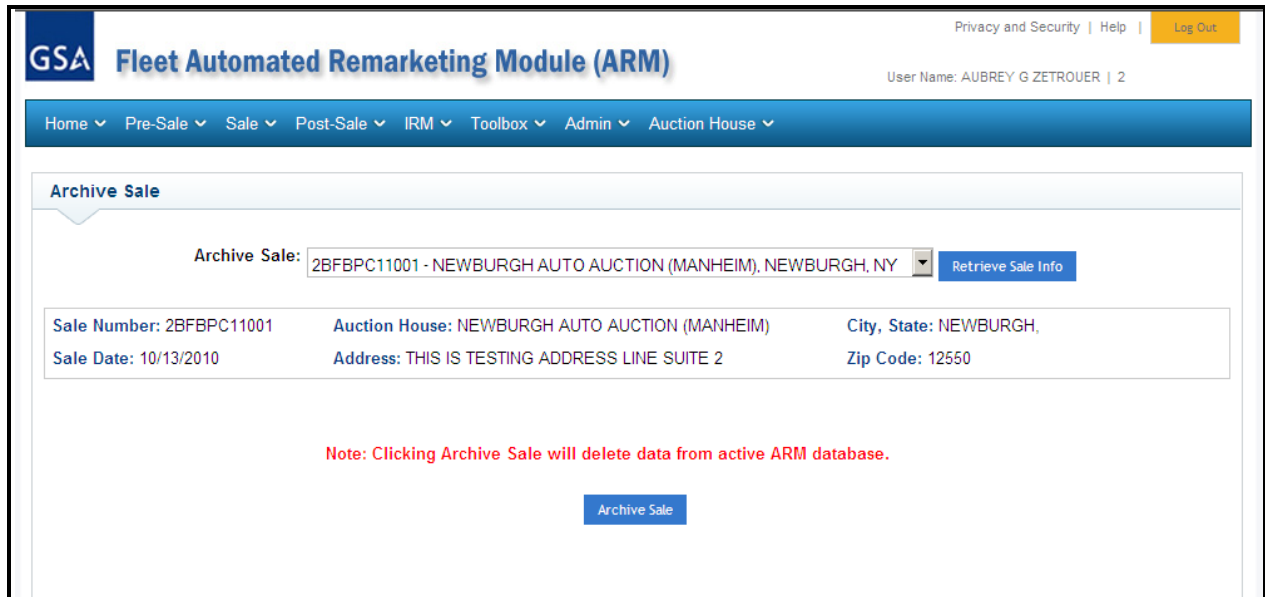 Privacy and Security | Help | Log Out
GSA Fleet Automated Remarketing Module (ARM)
User Name: AUBREY G ZETROUER | 2
Home Pre-Sale Sale Post-Sale IRM Toolbox Admin Auction House
Archive Sale
Archive Sale: 2BFBPC11001 - NEWBURGH AUTO AUCTION (MANHEIM), NEWBURGH, NY Retrieve Sale Info
Sale Number: 2BFBPC11001 Auction House: NEWBURGH AUTO AUCTION (MANHEIM) City, State: NEWBURGH,
Sale Date: 10/13/2010 Address: THIS IS TESTING ADDRESS LINE SUITE 2 Zip Code: 12550
Note: Clicking Archive Sale will delete data from active ARM database.
Archive Sale